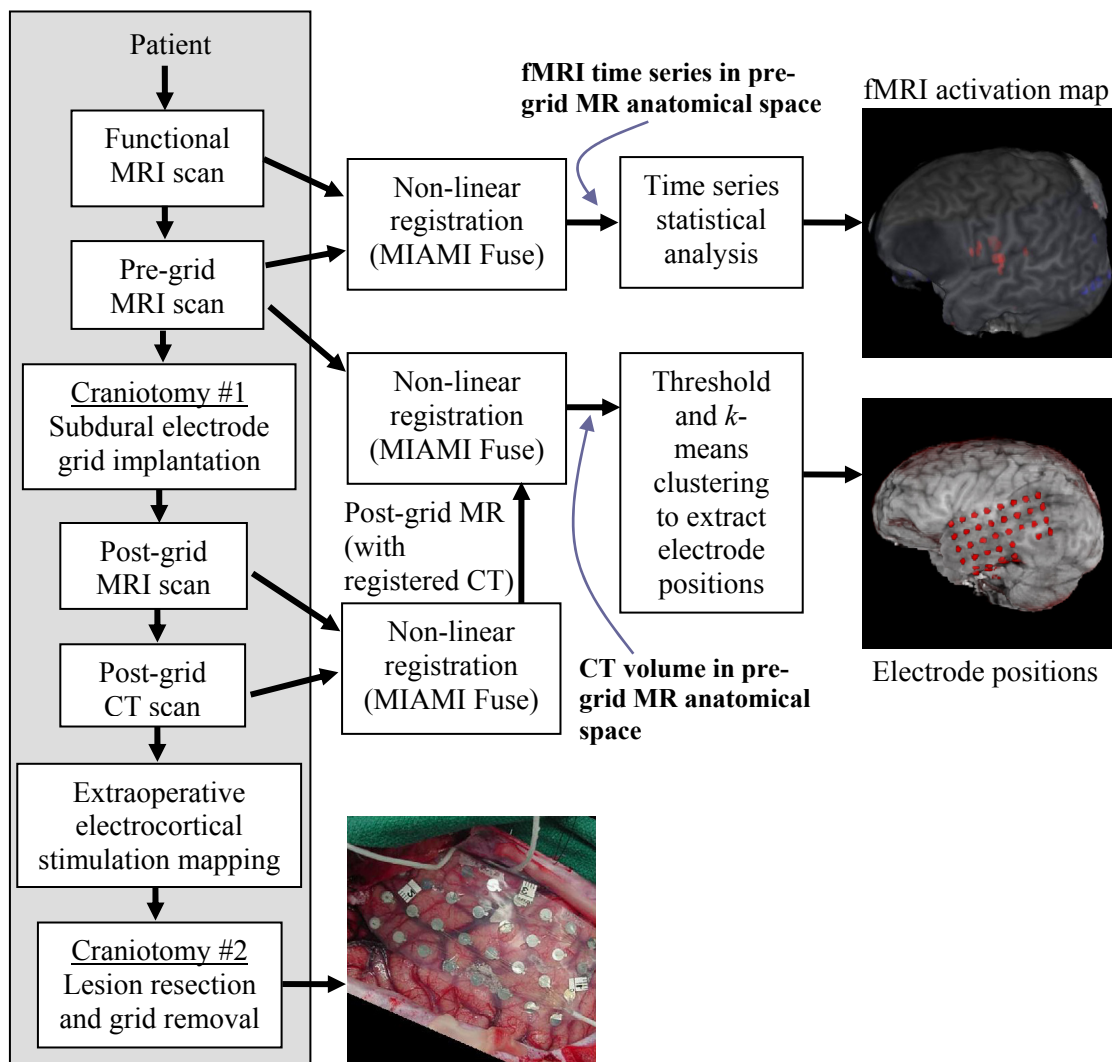 Patient
Functional
MRI scan
Pre-grid
MRI scan
Craniotomy #1
Subdural electrode
grid implantation
Post-grid
MRI scan
Post-grid
CT scan
Extraoperative
electrocortical
stimulation mapping
Craniotomy #2
Lesion resection
and grid removal
Non-linear
registration
(MIAMI Fuse)
fMRI time series in pre-
grid MR anatomical
space
Time series
statistical
analysis
fMRI activation map
Non-linear
registration
(MIAMI Fuse)
Post-grid MR
(with
registered CT)
Non-linear
registration
(MIAMI Fuse)
Threshold
and k-
means
clustering
to extract
electrode
positions
CT volume in pre-
grid MR anatomical
space
Electrode positions